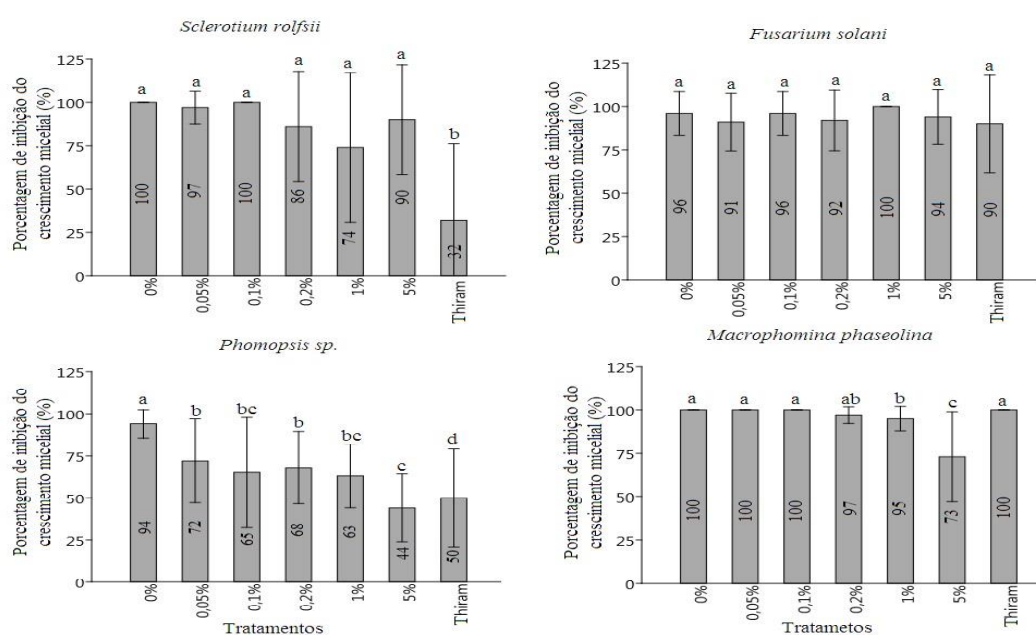 Sclerotium rolfsii
Porcentagem de inibição do
crescimento micelial (%)
125
100
75
50
25
0
a
a
a
a
a
a
b
100
97
100
86
74
90
32
0%
0,05%
0,1%
0,2%
1%
5%
Thiram
Fusarium solani
Porcentagem de inibição do
crescimento micelial (%)
125
100
75
50
25
0
a
a
a
a
a
a
a
96
91
96
92
100
94
90
0%
0,05%
0,1%
0,2%
1%
5%
Thiram
Phomopsis sp.
Porcentagem de inibição do
crescimento micelial (%)
125
100
75
50
25
0
a
b
bc
b
bc
c
d
94
72
65
68
63
44
50
0%
0,05%
0,1%
0,2%
1%
5%
Thiram
Tratamentos
Macrophomina phaseolina
Porcentagem de inibição do
crescimento micelial (%)
125
100
75
50
25
0
a
a
a
ab
b
c
a
100
100
100
97
95
73
100
0%
0,05%
0,1%
0,2%
1%
5%
Thiram
Tratametos